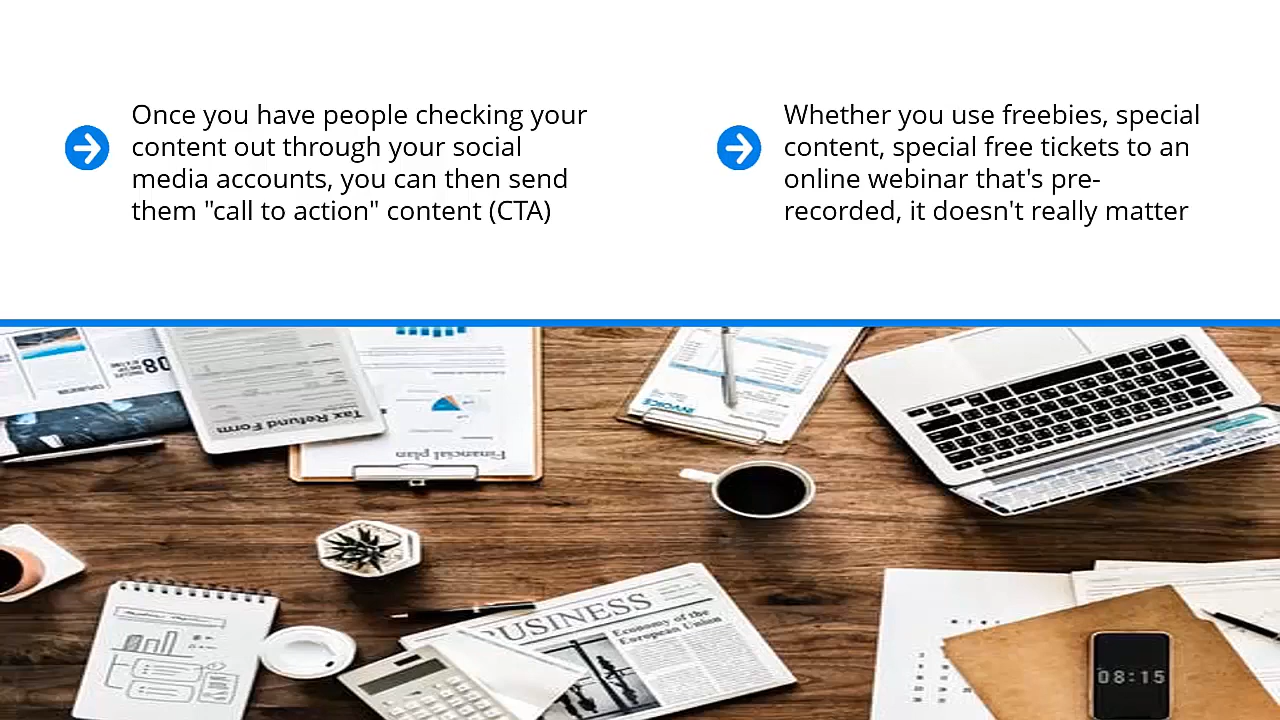 Once you have people checking your
content out through your social
media accounts, you can then send
them "call to action" content (CTA)
Whether you use freebies, special
content, special free tickets to an
online webinar that's pre-
recorded, it doesn't really matter
Tax Refund Form
Financial plan
INVOICE
BUSINESS
Economy of the
European Union
08:15